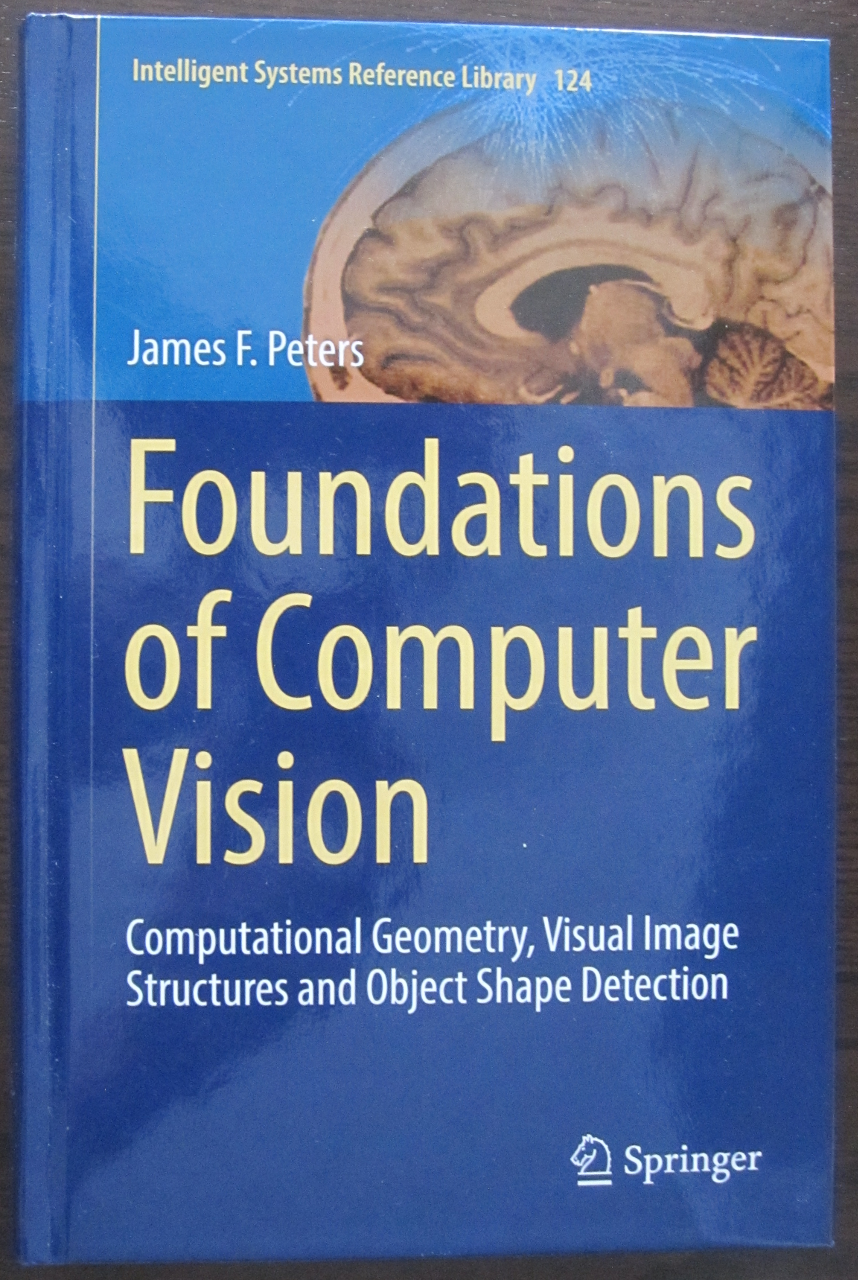 Intelligent Systems Reference Library 124
James F. Peters
Foundations
of Computer
Vision
Computational Geometry, Visual Image
Structures and Object Shape Detection
Springer